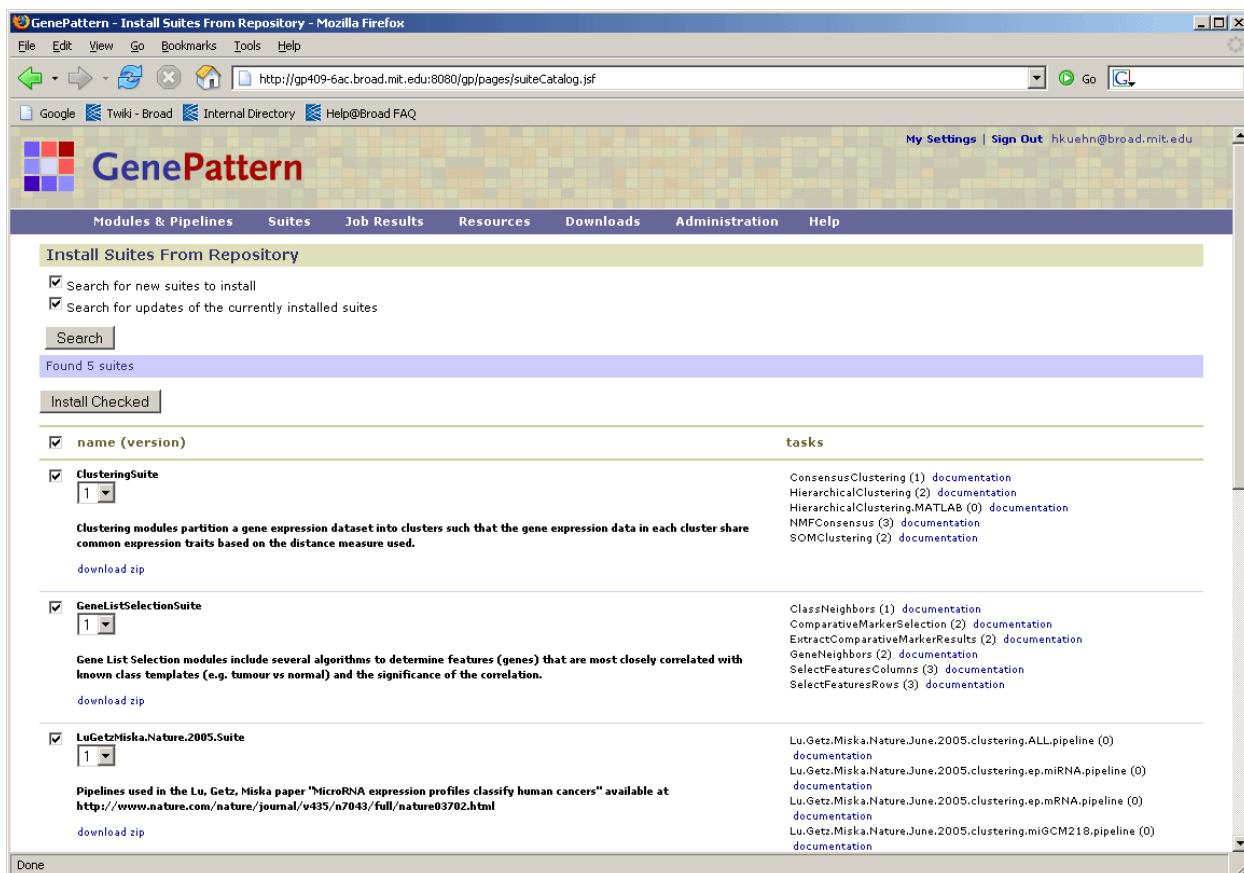 GenePattern - Install Suites From Repository - Mozilla Firefox
File Edit View Go Bookmarks Tools Help
http://gp409-6ac.broad.mit.edu:8080/gp/pages/suiteCatalog.jsf Go G
Google Twiki - Broad Internal Directory Help@Broad FAQ
My Settings | Sign Out hkuehn@broad.mit.edu
GenePattern
Modules & Pipelines Suites Job Results Resources Downloads Administration Help
Install Suites From Repository
Search for new suites to install
Search for updates of the currently installed suites
Search
Found 5 suites
Install Checked
name (version) tasks
ClusteringSuite
1
Clustering modules partition a gene expression dataset into clusters such that the gene expression data in each cluster share
common expression traits based on the distance measure used.
download zip
ConsensusClustering (1) documentation
HierarchicalClustering (2) documentation
HierarchicalClustering.MATLAB (0) documentation
NMFConsensus (3) documentation
SOMClustering (2) documentation
GeneListSelectionSuite
1
Gene List Selection modules include several algorithms to determine features (genes) that are most closely correlated with
known class templates (e.g. tumour vs normal) and the significance of the correlation.
download zip
ClassNeighbors (1) documentation
ComparativeMarkerSelection (2) documentation
ExtractComparativeMarkerResults (2) documentation
GeneNeighbors (2) documentation
SelectFeaturesColumns (3) documentation
SelectFeaturesRows (3) documentation
LuGetzMiska.Nature.2005.Suite
1
Pipelines used in the Lu, Getz, Miska paper "MicroRNA expression profiles classify human cancers" available at
http://www.nature.com/nature/journal/v435/n7043/full/nature03702.html
download zip
Lu.Getz.Miska.Nature.June.2005.clustering.ALL.pipeline (0)
documentation
Lu.Getz.Miska.Nature.June.2005.clustering.ep.miRNA.pipeline (0)
documentation
Lu.Getz.Miska.Nature.June.2005.clustering.ep.mRNA.pipeline (0)
documentation
Lu.Getz.Miska.Nature.June.2005.clustering.miGCM218.pipeline (0)
documentation
Done